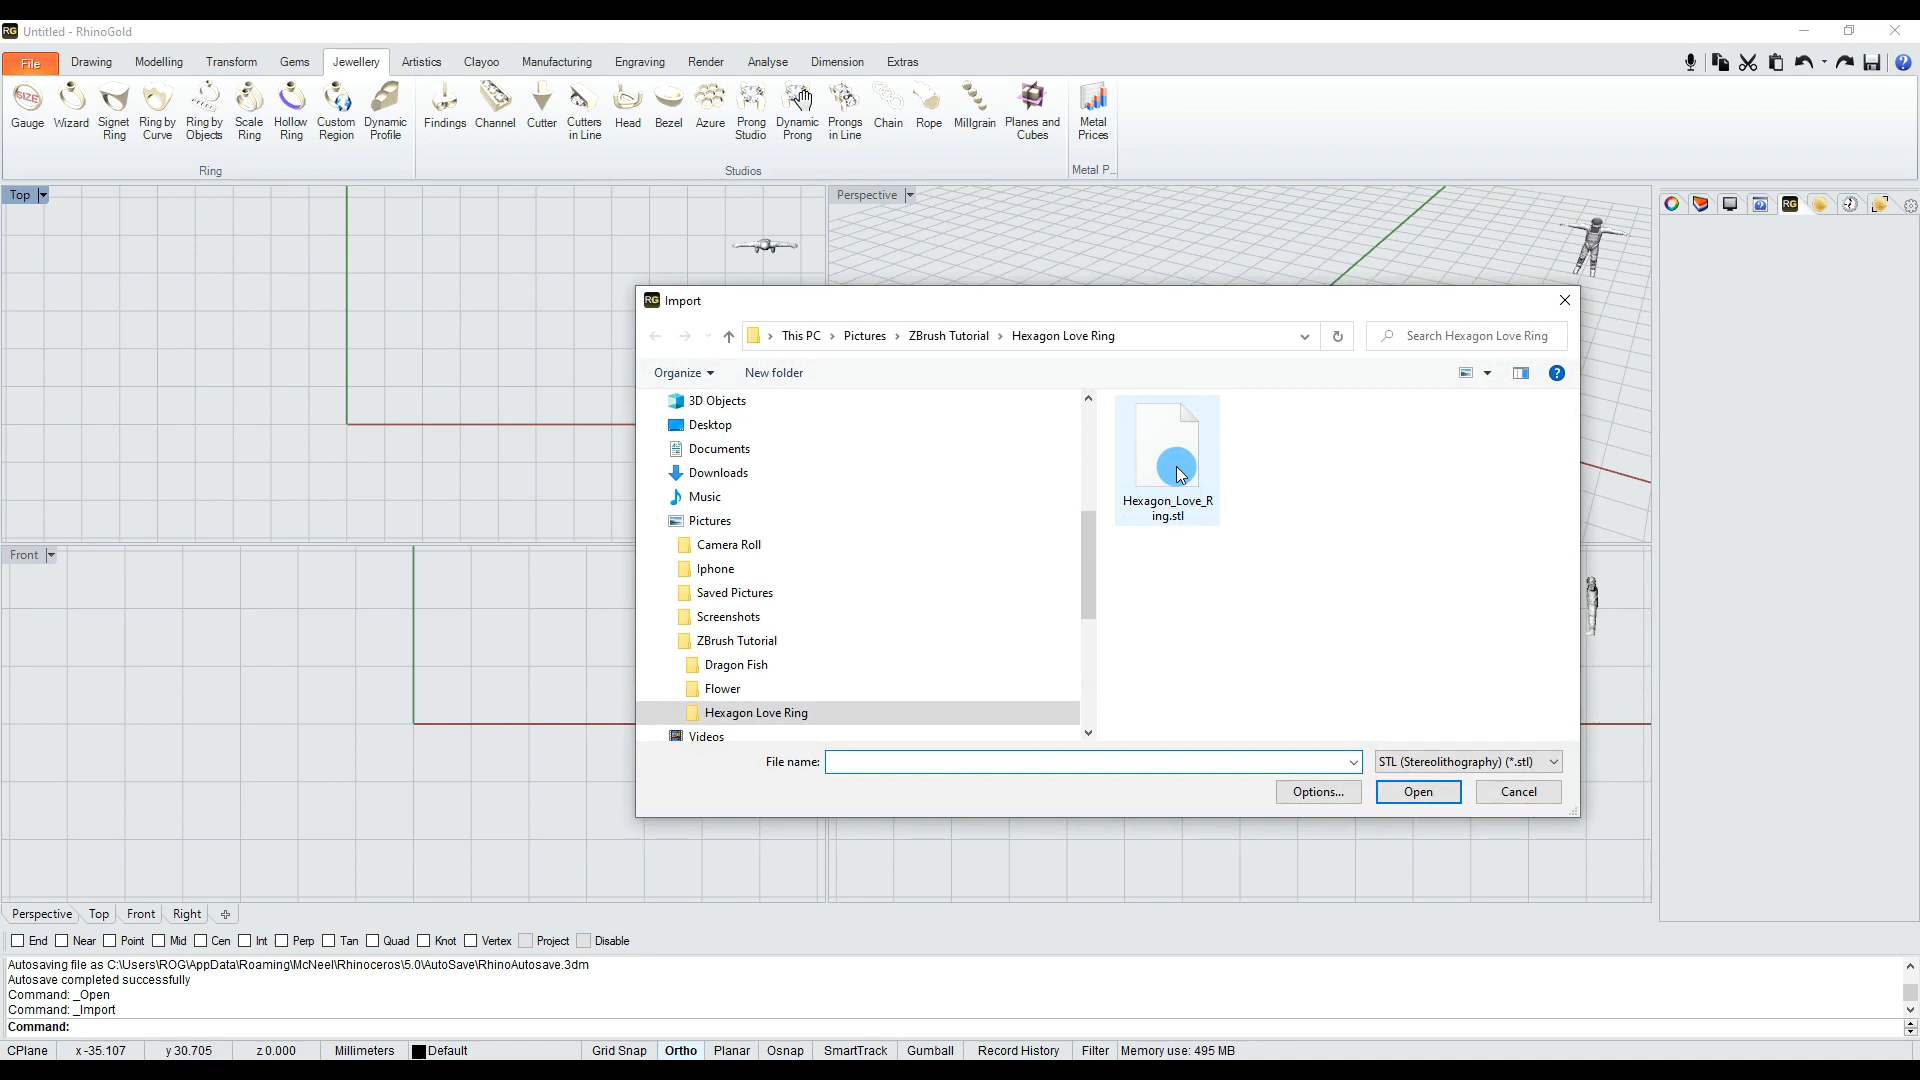 RG Untitled - RhinoGold
File Drawing Modelling Transform Gems Jewellery Artistics Clayoo Manufacturing Engraving Render Analyse Dimension Extras
SIZE
Gauge Wizard Signet Ring Ring by Curve Ring by Objects Scale Ring Hollow Ring Custom Region Dynamic Profile Findings Channel Cutter Cutters in Line Head Bezel Azure Prong Studio Dynamic Prong Prongs in Line Chain Rope Millgrain Planes and Cubes Metal Prices
Ring Studios Metal P...
Top Perspective
RG
RG Import
This PC Pictures ZBrush Tutorial Hexagon Love Ring Search Hexagon Love Ring
Organize New folder
3D Objects
Desktop
Documents
Downloads
Music
Pictures
Camera Roll
Iphone
Saved Pictures
Screenshots
ZBrush Tutorial
Dragon Fish
Flower
Hexagon Love Ring
Videos
Hexagon_Love_R
ing.stl
File name: STL (Stereolithography) (*.stl)
Options... Open Cancel
Front
Perspective Top Front Right
End Near Point Mid Cen Int Perp Tan Quad Knot Vertex Project Disable
Autosaving file as C:\Users\ROG\AppData\Roaming\McNeel\Rhinoceros\5.0\AutoSave\RhinoAutosave.3dm
Autosave completed successfully
Command: _Open
Command: _Import
Command:
CPlane x -35.107 y 30.705 z 0.000 Millimeters Default Grid Snap Ortho Planar Osnap SmartTrack Gumball Record History Filter Memory use: 495 MB